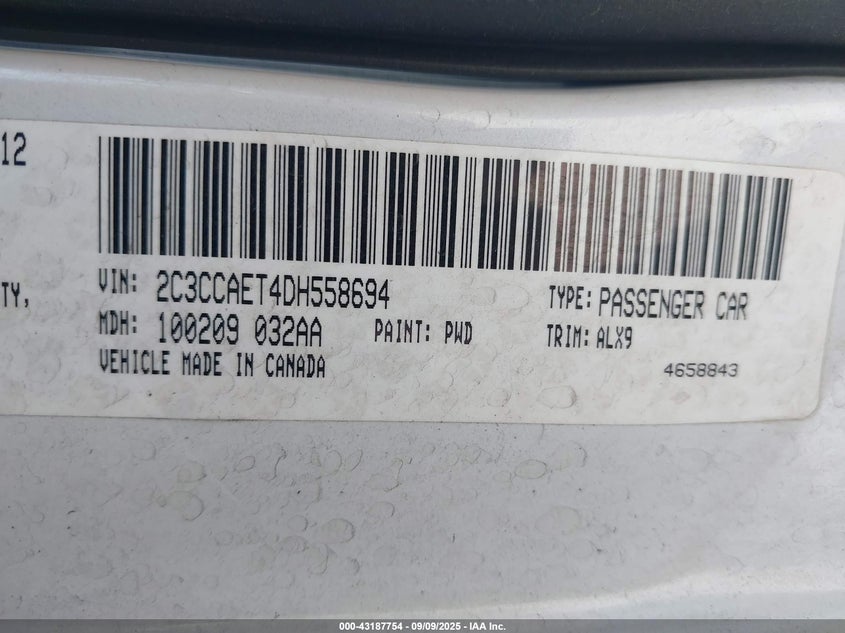 12
TY,
VIN: 2C3CCAET4DH558694
TYPE: PASSENGER CAR
MDH: 100209 032AA
PAINT: PWD
TRIM: ALX9
VEHICLE MADE IN CANADA
4658843
000-43187754 - 09/09/2025 - IAA Inc.